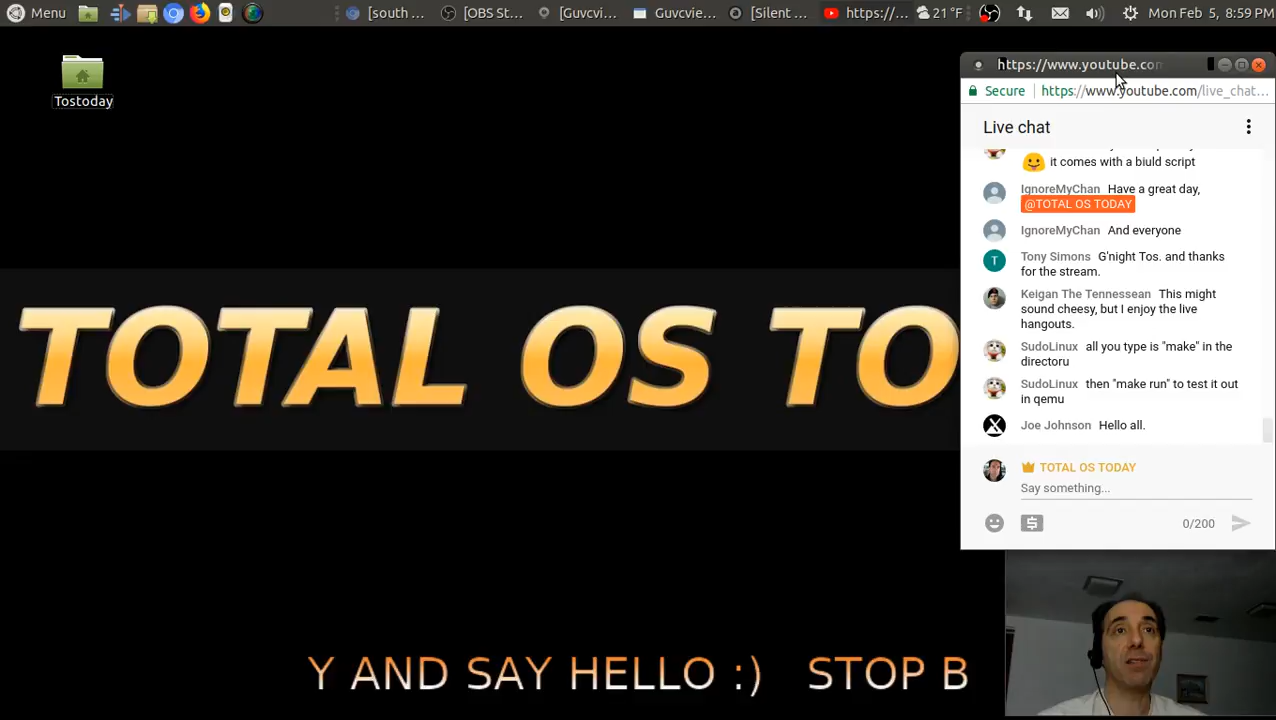 Menu [south ... [OBS St... [Guvcvie... Guvcvie... [Silent ... https://... 21 °F Mon Feb 5, 8:59 PM
Tostoday
https://www.youtube.com
Secure https://www.youtube.com/live_chat...
Live chat
it comes with a biuld script
IgnoreMyChan Have a great day,
@TOTAL OS TODAY
IgnoreMyChan And everyone
Tony Simons G'night Tos. and thanks
for the stream.
Keigan The Tennessean This might
sound cheesy, but I enjoy the live
hangouts.
SudoLinux all you type is "make" in the
directoru
SudoLinux then "make run" to test it out
in qemu
Joe Johnson Hello all.
TOTAL OS TODAY
Say something...
0/200
TOTAL OS TO
Y AND SAY HELLO :) STOP B